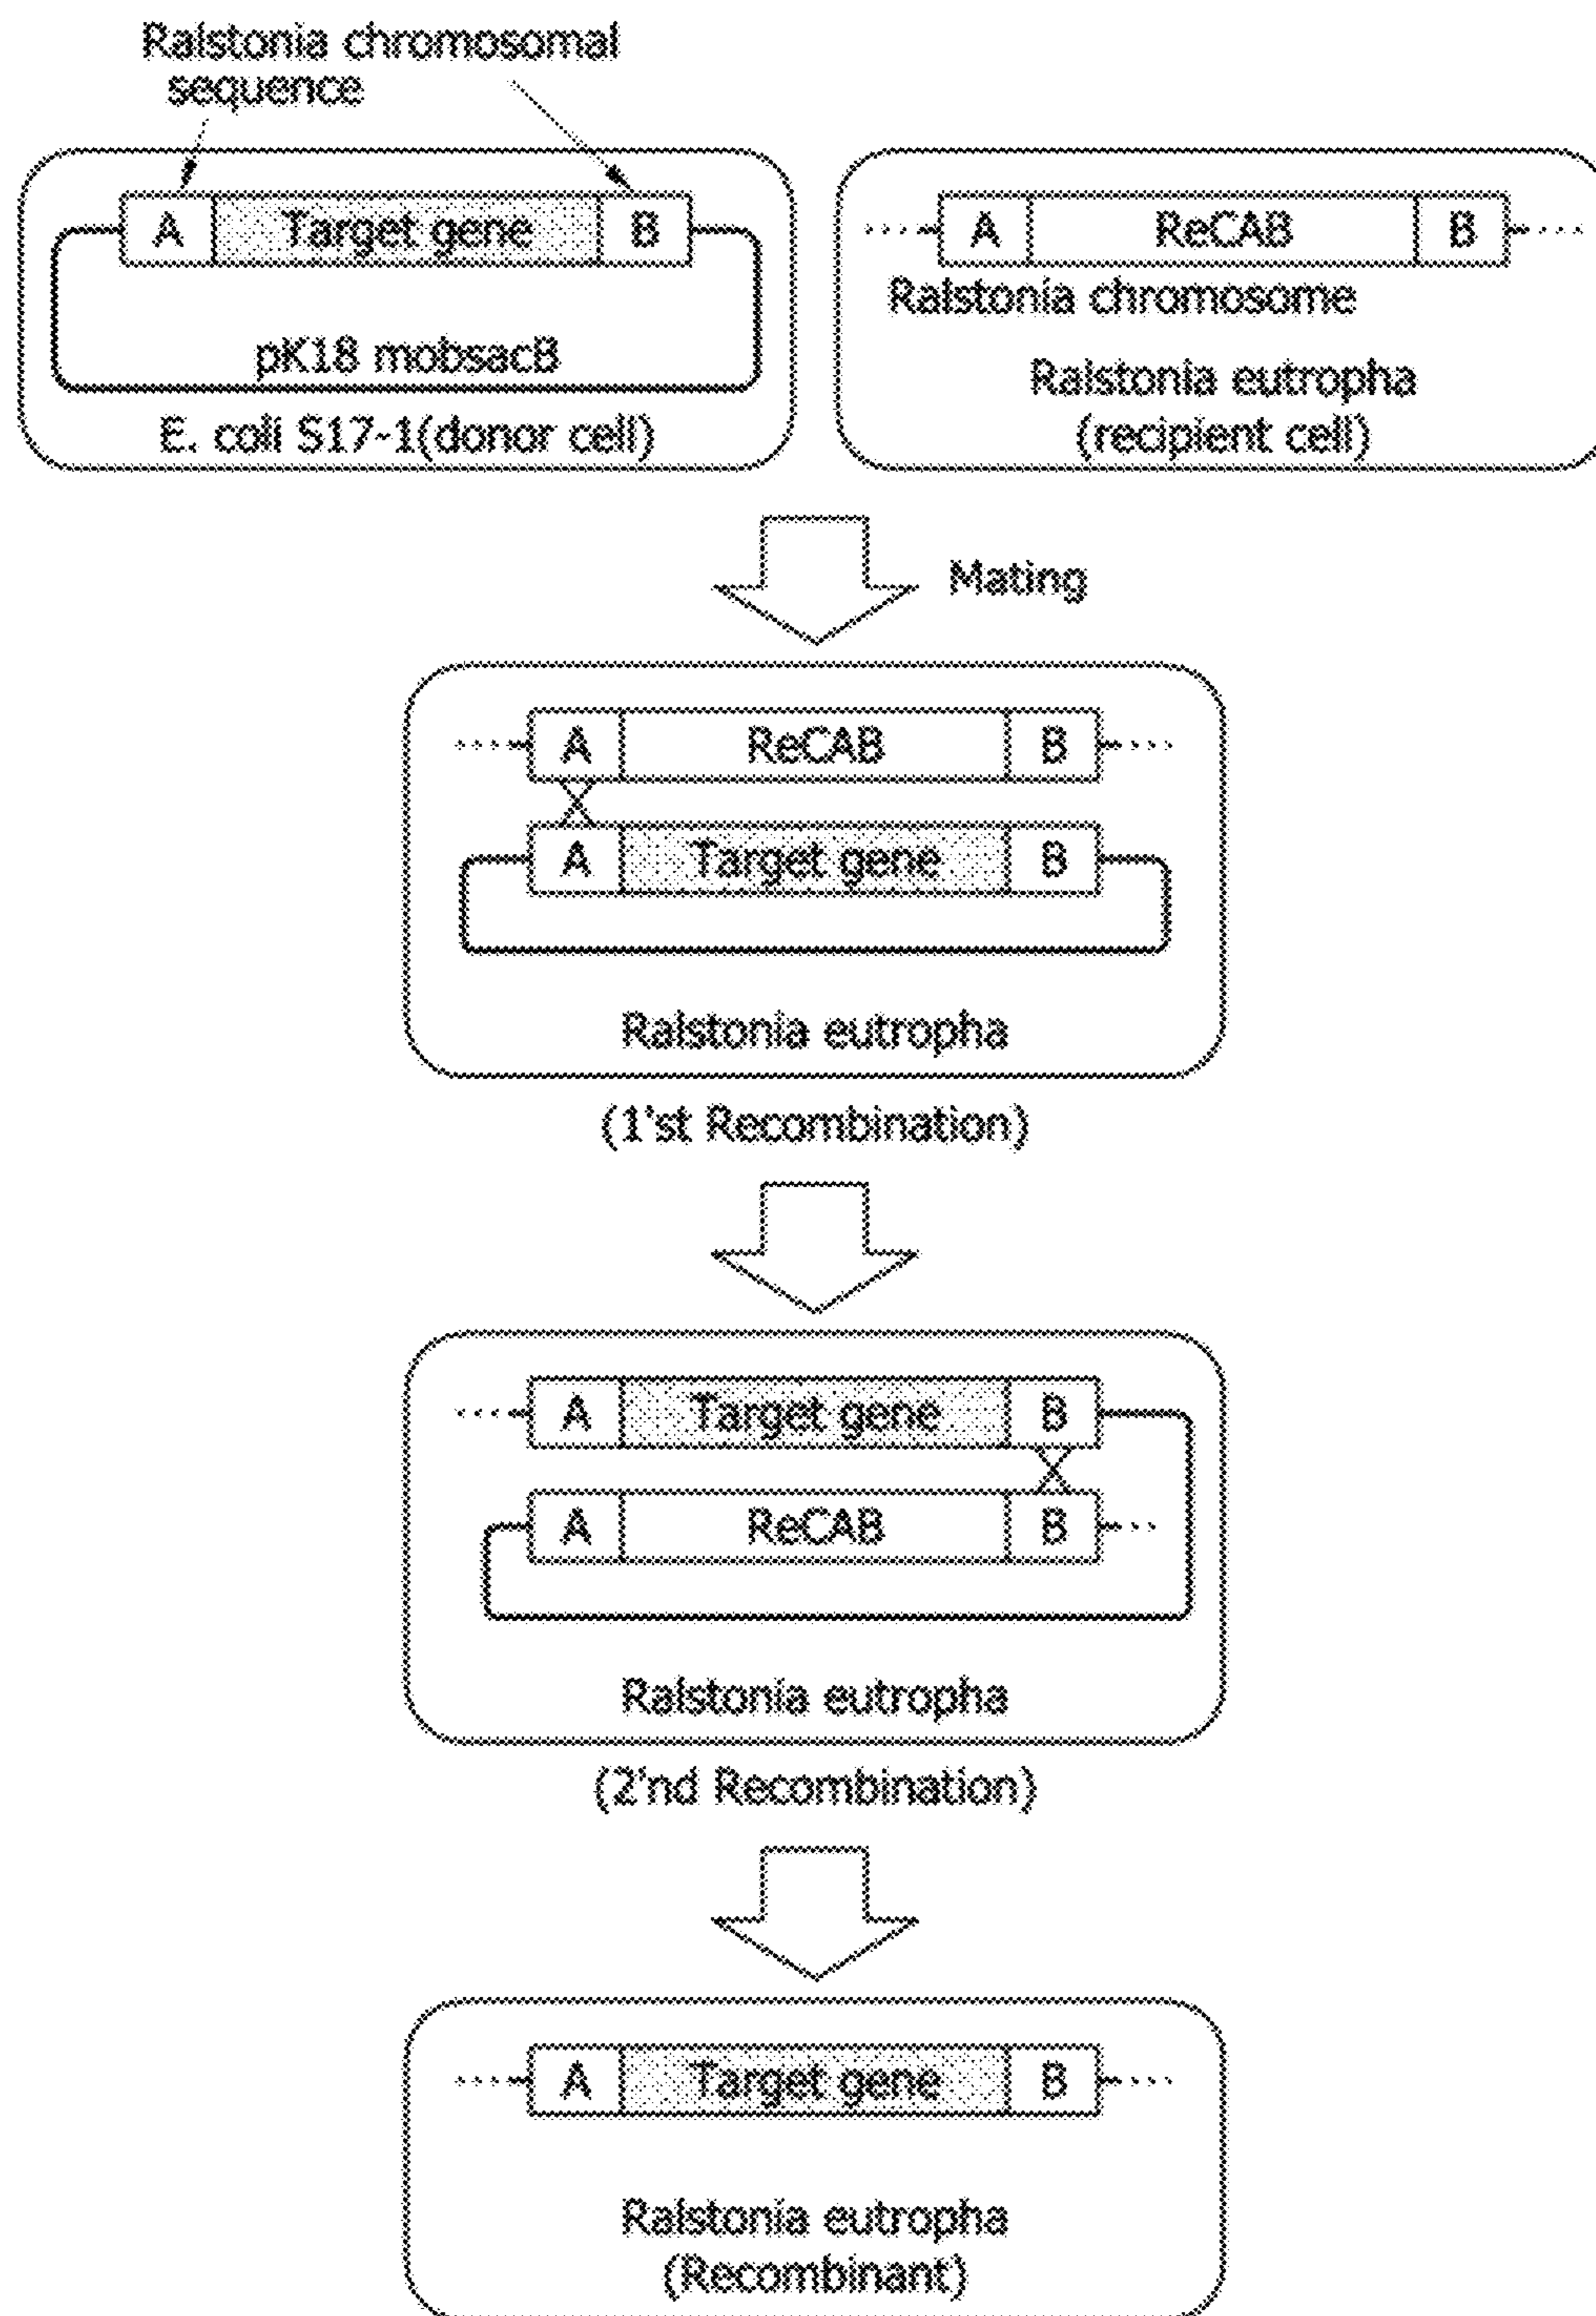 Ralstonia chromosomal
sequence
A Target gene B
pK18 mobsacB
E. coli S17-1(donor cell)
A ReCAB B
Ralstonia chromosome
Ralstonia eutropha
(recipient cell)
Mating
A ReCAB B
A Target gene B
Ralstonia eutropha
(1'st Recombination)
A Target gene B
A ReCAB B
Ralstonia eutropha
(2'nd Recombination)
A Target gene B
Ralstonia eutropha
(Recombinant)